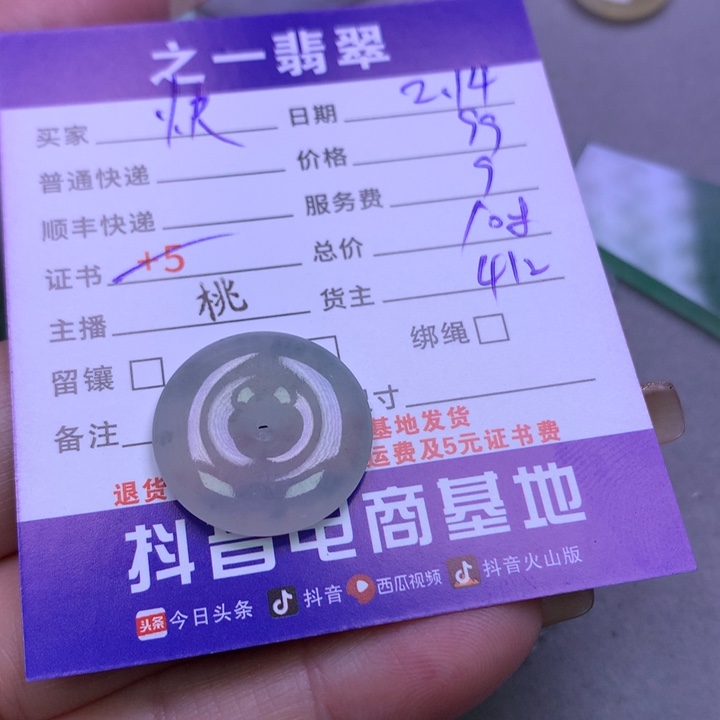 之一翡翠
买家 炔 日期 2.14
普通快递 价格 99
顺丰快递 服务费 9
证书 +5 总价 108
主播 桃 货主 412
留镶 绑绳
备注 寸
基地发货
退货 运费及5元证书费
抖音电商基地
头条 今日头条 抖音 西瓜视频 抖音火山版